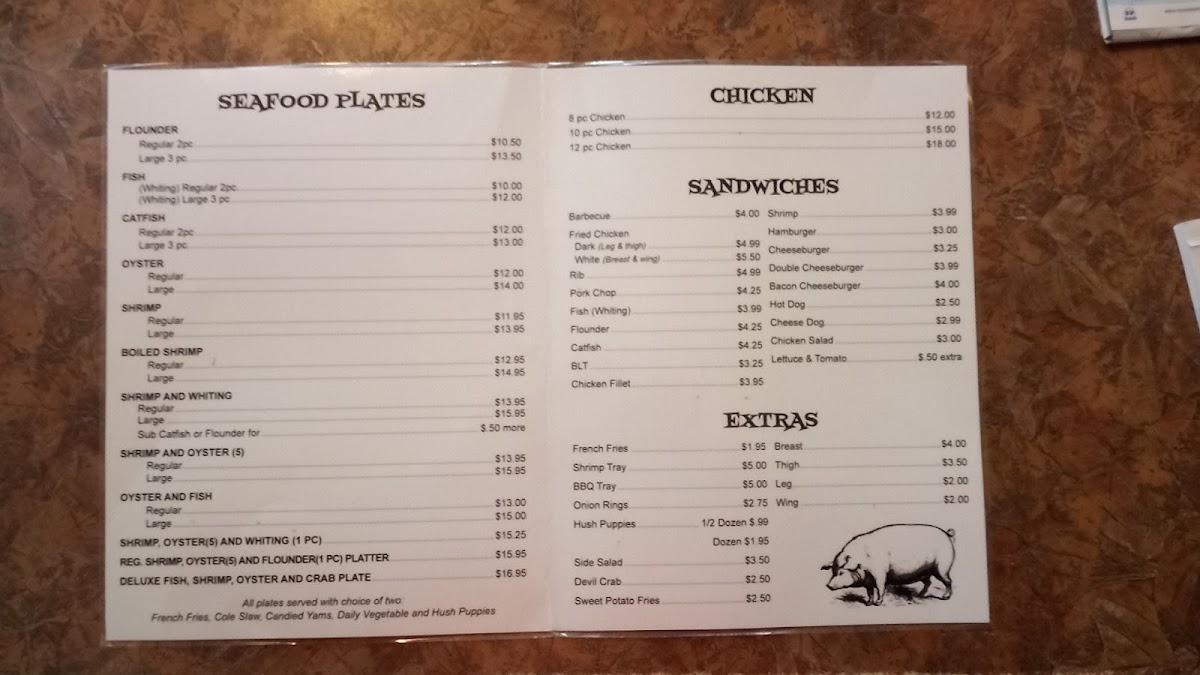 SEAFOOD PLATES
FLOUNDER
Regular 2pc $10.50
Large 3 pc $13.50
FISH
(Whiting) Regular 2pc $10.00
(Whiting) Large 3 pc $12.00
CATFISH
Regular 2pc $12.00
Large 3 pc $13.00
OYSTER
Regular $12.00
Large $14.00
SHRIMP
Regular $11.95
Large $13.95
BOILED SHRIMP
Regular $12.95
Large $14.95
SHRIMP AND WHITING
Regular $13.95
Large $15.95
Sub Catfish or Flounder for $.50 more
SHRIMP AND OYSTER (5)
Regular $13.95
Large $15.95
OYSTER AND FISH
Regular $13.00
Large $15.00
SHRIMP, OYSTER(5) AND WHITING (1 PC) $15.25
REG. SHRIMP, OYSTER(5) AND FLOUNDER(1 PC) PLATTER $15.95
DELUXE FISH, SHRIMP, OYSTER AND CRAB PLATE $16.95
All plates served with choice of two:
French Fries, Cole Slaw, Candied Yams, Daily Vegetable and Hush Puppies
CHICKEN
8 pc Chicken $12.00
10 pc Chicken $15.00
12 pc Chicken $18.00
SANDWICHES
Barbecue $4.00
Fried Chicken
Dark (Leg & thigh) $4.99
White (Breast & wing) $5.50
Rib $4.99
Pork Chop $4.25
Fish (Whiting) $3.99
Flounder $4.25
Catfish $4.25
BLT $3.25
Chicken Fillet $3.95
Shrimp $3.99
Hamburger $3.00
Cheeseburger $3.25
Double Cheeseburger $3.99
Bacon Cheeseburger $4.00
Hot Dog $2.50
Cheese Dog $2.99
Chicken Salad $3.00
Lettuce & Tomato $.50 extra
EXTRAS
French Fries $1.95
Shrimp Tray $5.00
BBQ Tray $5.00
Onion Rings $2.75
Hush Puppies 1/2 Dozen $.99
Dozen $1.95
Side Salad $3.50
Devil Crab $2.50
Sweet Potato Fries $2.50
Breast $4.00
Thigh $3.50
Leg $2.00
Wing $2.00